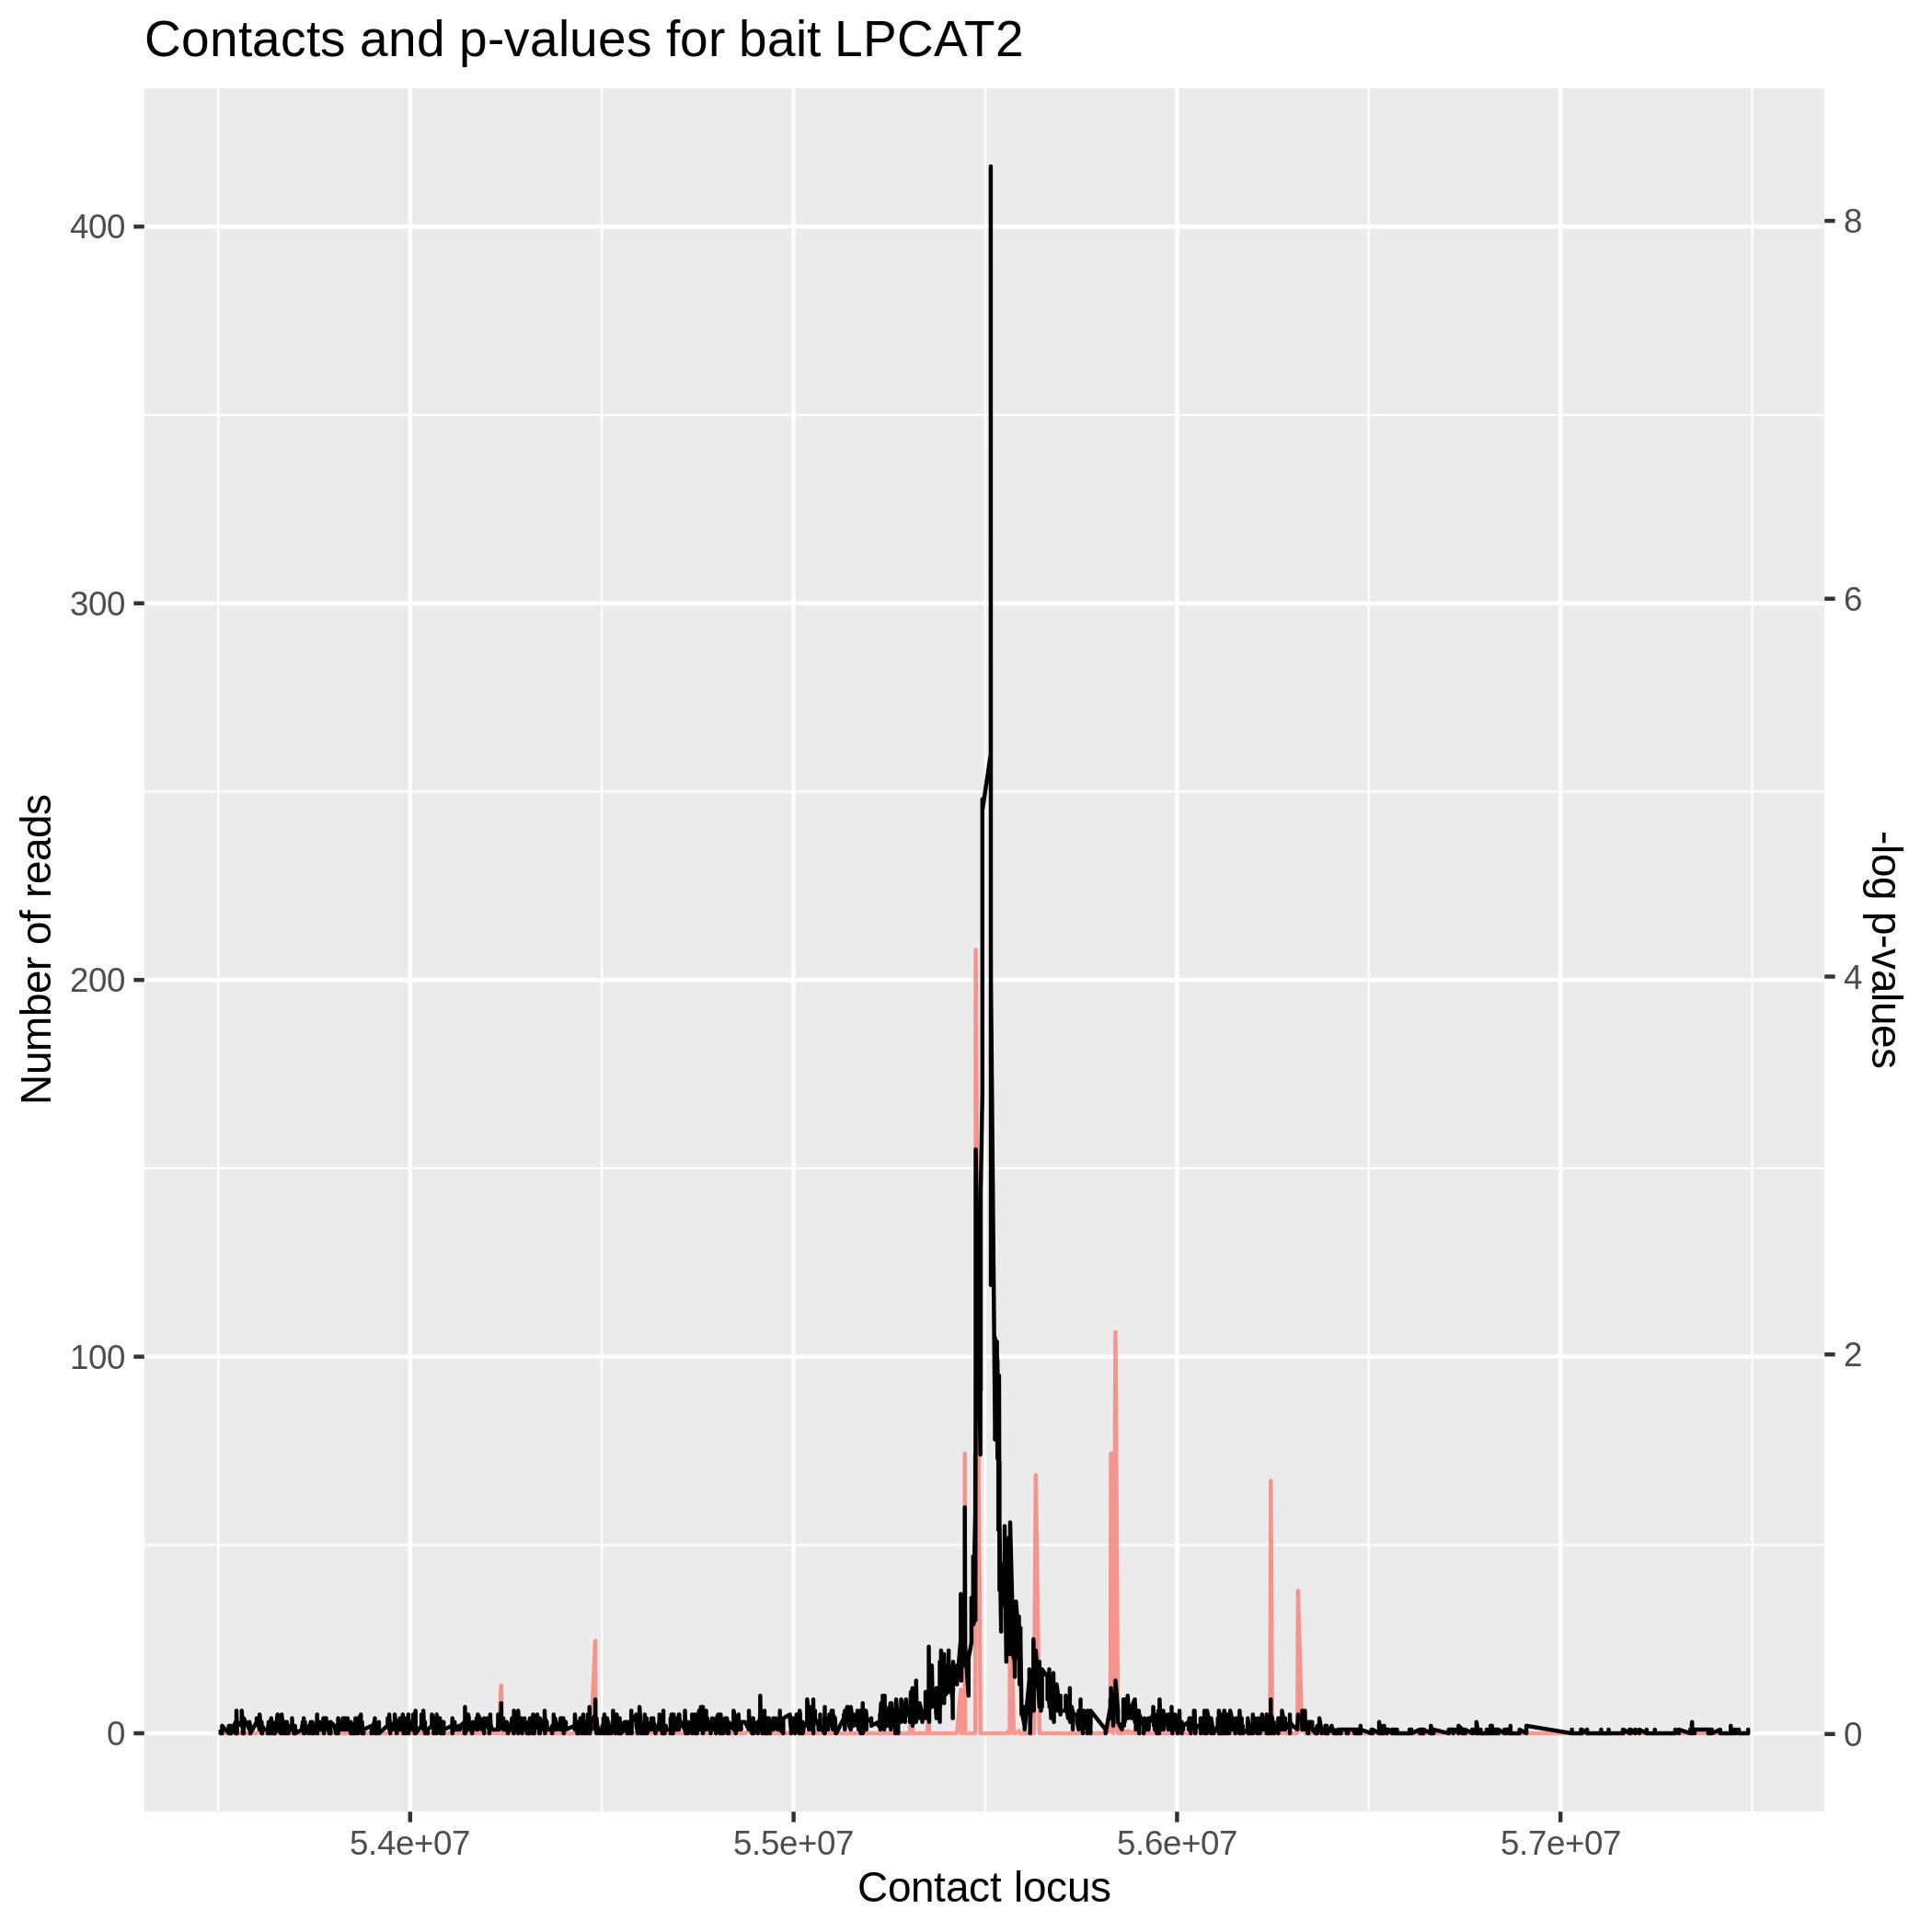 Contacts and p-values for bait LPCAT2
Number of reads
400
300
200
100
0
8
6
4
2
0
-log p-values
5.4e+07 5.5e+07 5.6e+07 5.7e+07
Contact locus